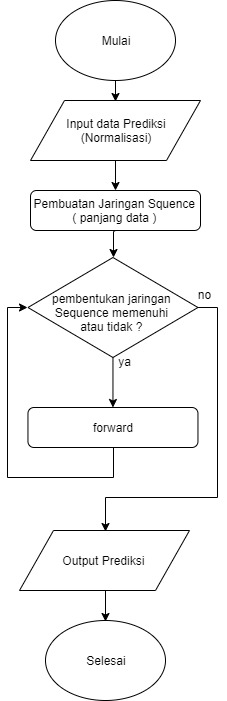 Mulai
Input data Prediksi
(Normalisasi)
Pembuatan Jaringan Squence
( panjang data )
pembentukan jaringan
Sequence memenuhi
atau tidak ?
no
ya
forward
Output Prediksi
Selesai